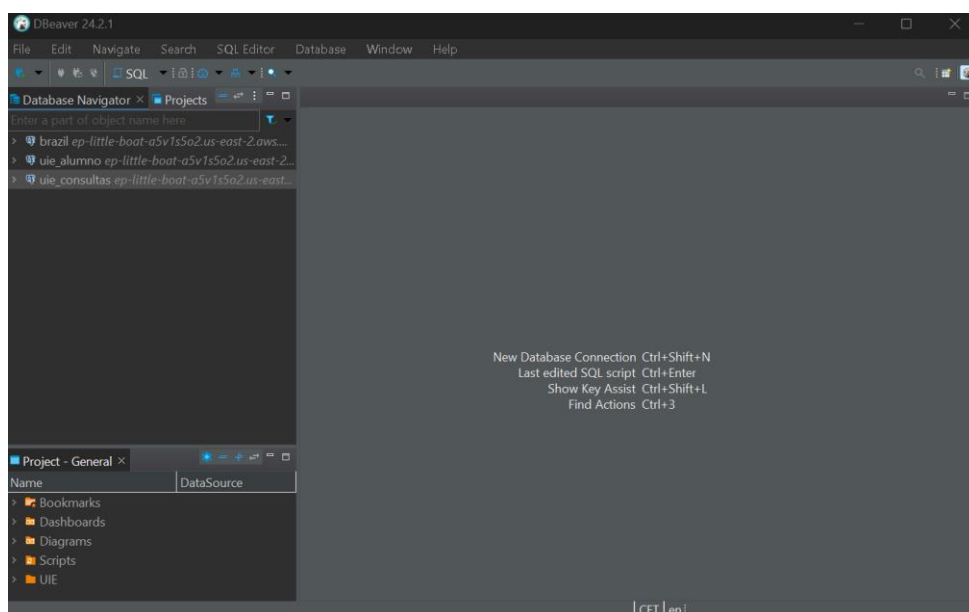 DBeaver 24.2.1
File Edit Navigate Search SQL Editor Database Window Help
SQL
Database Navigator Projects
Enter a part of object name here
brazil ep-little-boat-a5v1s5o2.us-east-2.aws....
uie_alumno ep-little-boat-a5v1s5o2.us-east-2...
uie_consultas ep-little-boat-a5v1s5o2.us-east...
New Database Connection Ctrl+Shift+N
Last edited SQL script Ctrl+Enter
Show Key Assist Ctrl+Shift+L
Find Actions Ctrl+3
Project - General
Name DataSource
Bookmarks
Dashboards
Diagrams
Scripts
UIE
CET en